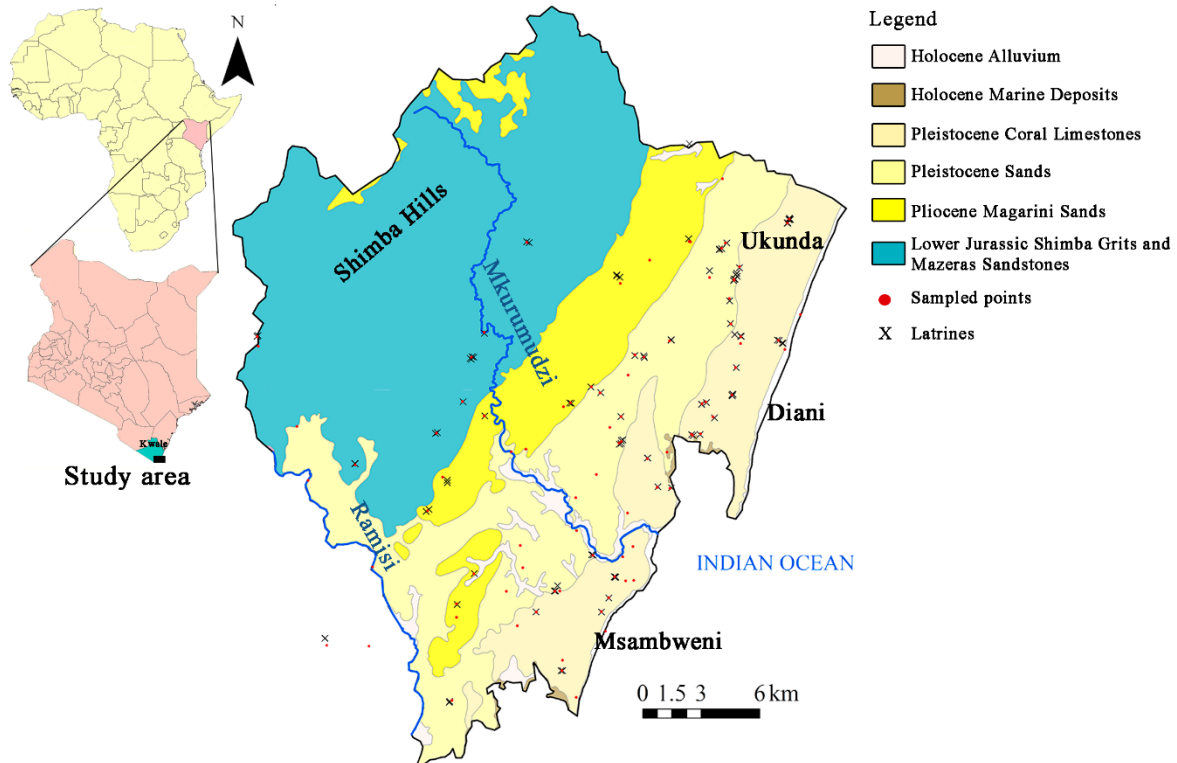 N
Shimba Hills
Mkurumudzi
Ukunda
Diani
Ramisi
Msambweni
INDIAN OCEAN
0 1.5 3 6 km
Kwale
Study area
Legend
Holocene Alluvium
Holocene Marine Deposits
Pleistocene Coral Limestones
Pleistocene Sands
Pliocene Magarini Sands
Lower Jurassic Shimba Grits and
Mazeras Sandstones
Sampled points
X Latrines